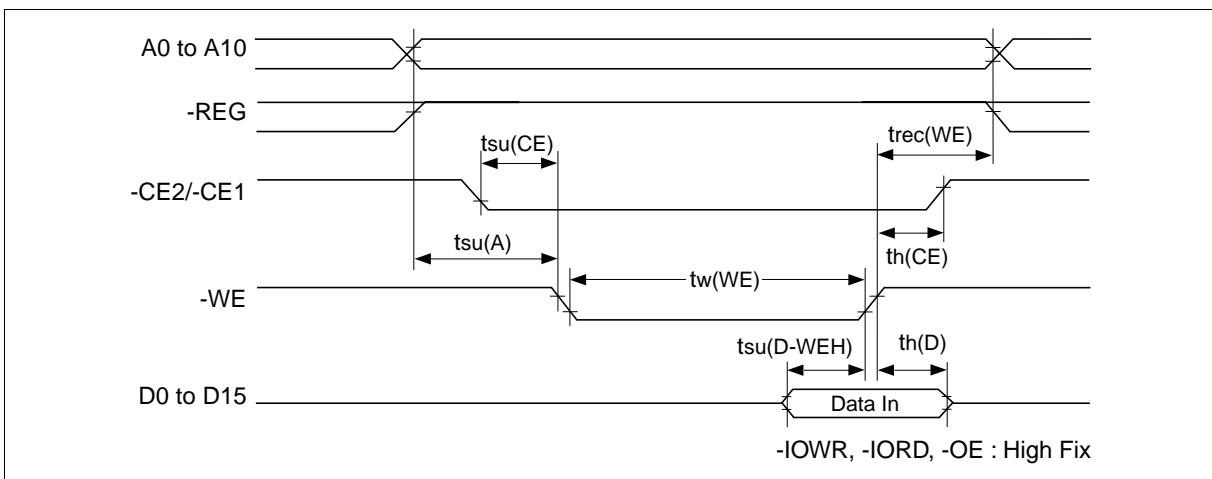 A0 to A10
-REG
tsu(CE)
trec(WE)
-CE2/-CE1
tsu(A)
th(CE)
tw(WE)
-WE
tsu(D-WEH)
th(D)
D0 to D15
Data In
-IOWR, -IORD, -OE : High Fix